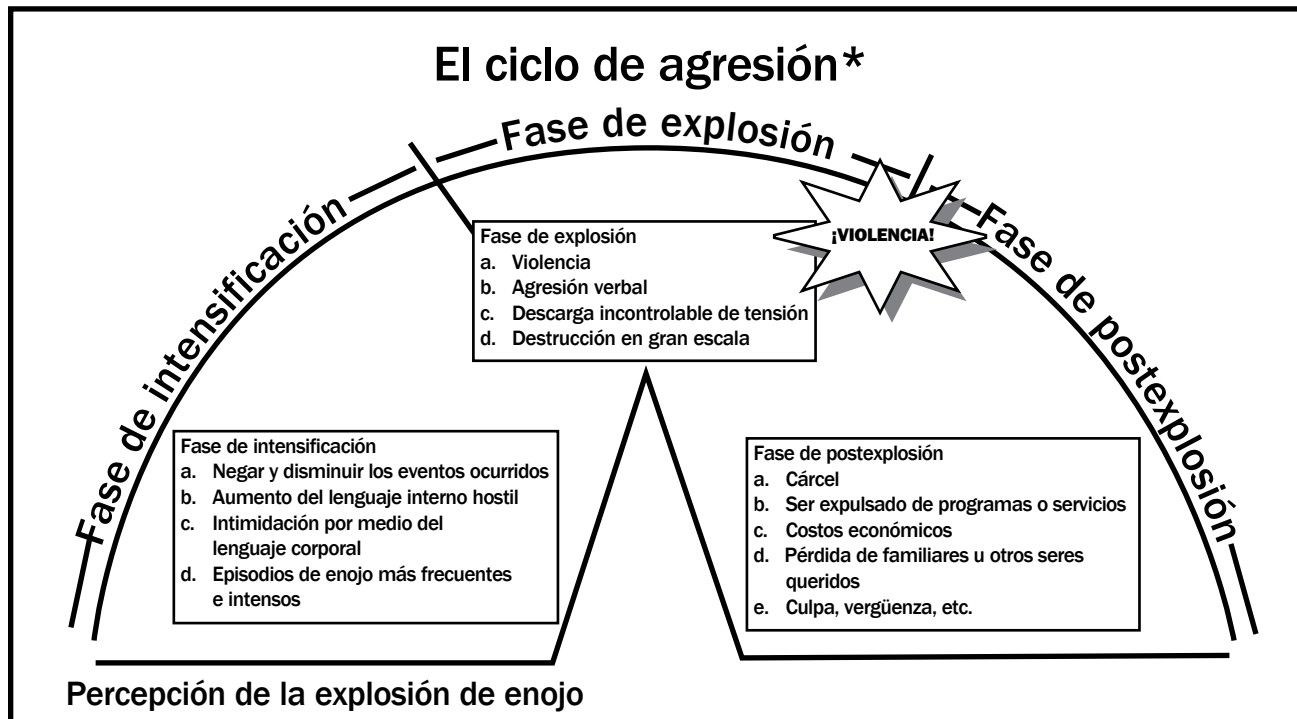 El ciclo de agresión*
Fase de intensificación
Fase de explosión
Fase de postexplosión
¡VIOLENCIA!
Fase de explosión
a. Violencia
b. Agresión verbal
c. Descarga incontrolable de tensión
d. Destrucción en gran escala
Fase de intensificación
a. Negar y disminuir los eventos ocurridos
b. Aumento del lenguaje interno hostil
c. Intimidación por medio del
lenguaje corporal
d. Episodios de enojo más frecuentes
e intensos
Fase de postexplosión
a. Cárcel
b. Ser expulsado de programas o servicios
c. Costos económicos
d. Pérdida de familiares u otros seres
queridos
e. Culpa, vergüenza, etc.
Percepción de la explosión de enojo